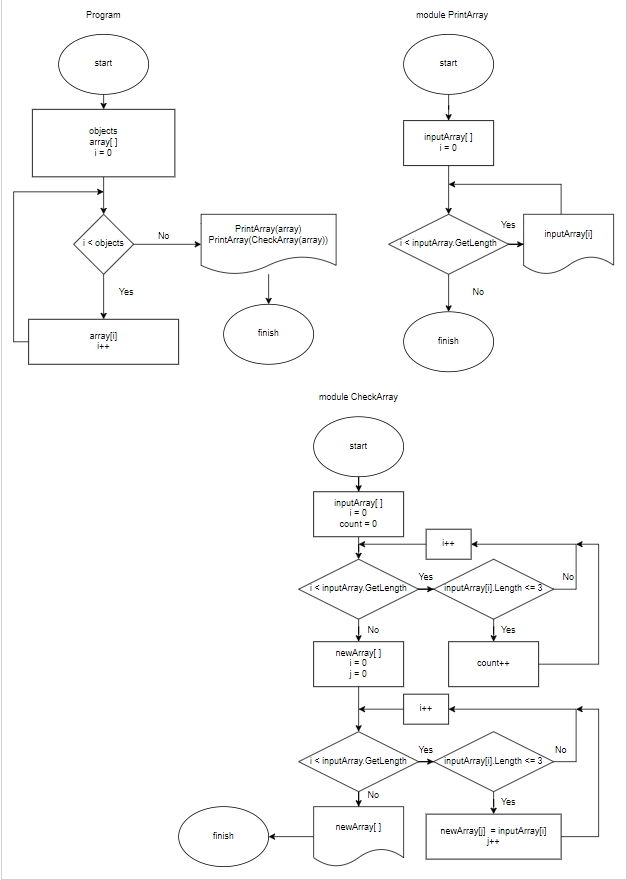 Program
start
objects
array[ ]
i = 0
i < objects
No
PrintArray(array)
PrintArray(CheckArray(array))
Yes
array[i]
i++
finish
module PrintArray
start
inputArray[ ]
i = 0
i < inputArray.GetLength
Yes
inputArray[i]
No
finish
module CheckArray
start
inputArray[ ]
i = 0
count = 0
i++
i < inputArray.GetLength
Yes
inputArray[i].Length <= 3
No
No
Yes
newArray[ ]
i = 0
j = 0
count++
i++
i < inputArray.GetLength
Yes
inputArray[i].Length <= 3
No
No
Yes
finish
newArray[ ]
newArray[j] = inputArray[i]
j++